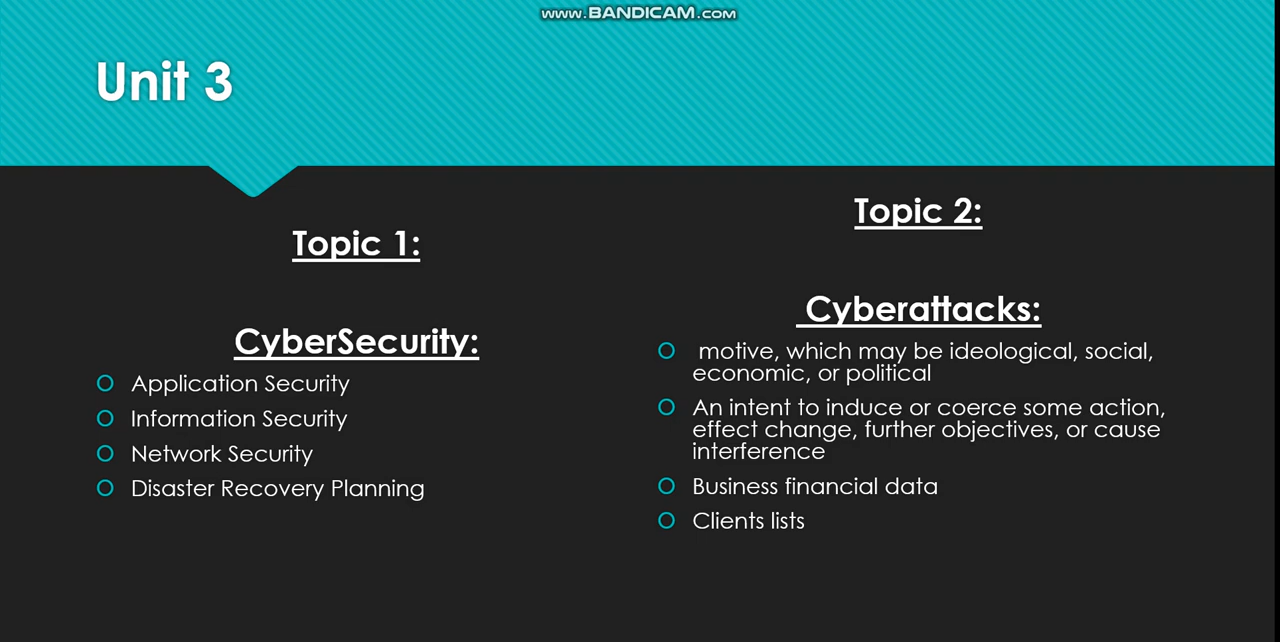 www.BANDICAM.com
Unit 3
Topic 1:
CyberSecurity:
Application Security
Information Security
Network Security
Disaster Recovery Planning
Topic 2:
Cyberattacks:
motive, which may be ideological, social,
economic, or political
An intent to induce or coerce some action,
effect change, further objectives, or cause
interference
Business financial data
Clients lists